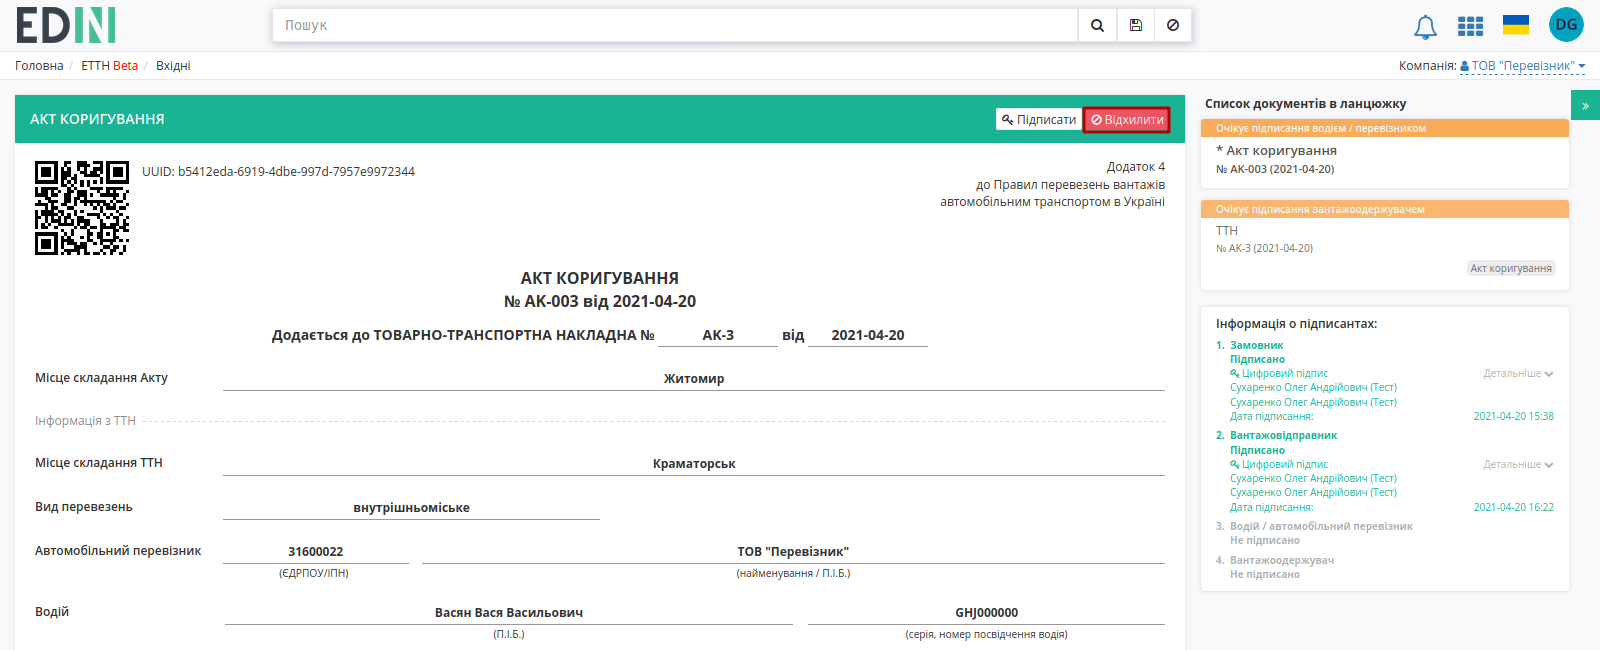 EDIN
Пошук
DG
Головна / ЕТТН Beta / Вхідні
Компанія: ТОВ "Перевізник"
АКТ КОРИГУВАННЯ
Підписати
Відхилити
UUID: b5412eda-6919-4dbe-997d-7957e9972344
Додаток 4
до Правил перевезень вантажів
автомобільним транспортом в Україні
АКТ КОРИГУВАННЯ
№ АК-003 від 2021-04-20
Додається до ТОВАРНО-ТРАНСПОРТНА НАКЛАДНА № АК-3 від 2021-04-20
Місце складання Акту Житомир
Інформація з ТТН
Місце складання ТТН Краматорськ
Вид перевезень внутрішньоміське
Автомобільний перевізник 31600022 ТОВ "Перевізник"
(ЄДРПОУ/ІПН) (найменування / П.І.Б.)
Водій Васян Вася Васильович GHJ000000
(П.І.Б.) (серія, номер посвідчення водія)
Список документів в ланцюжку
»
Очікує підписання водієм / перевізником
* Акт коригування
№ АК-003 (2021-04-20)
Очікує підписання вантажоодержувачем
ТТН
№ АК-3 (2021-04-20)
Акт коригування
Інформація о підписантах:
1. Замовник
Підписано
Цифровий підпис Детальніше
Сухаренко Олег Андрійович (Тест)
Сухаренко Олег Андрійович (Тест)
Дата підписання: 2021-04-20 15:38
2. Вантажовідправник
Підписано
Цифровий підпис Детальніше
Сухаренко Олег Андрійович (Тест)
Сухаренко Олег Андрійович (Тест)
Дата підписання: 2021-04-20 16:22
3. Водій / автомобільний перевізник
Не підписано
4. Вантажоодержувач
Не підписано